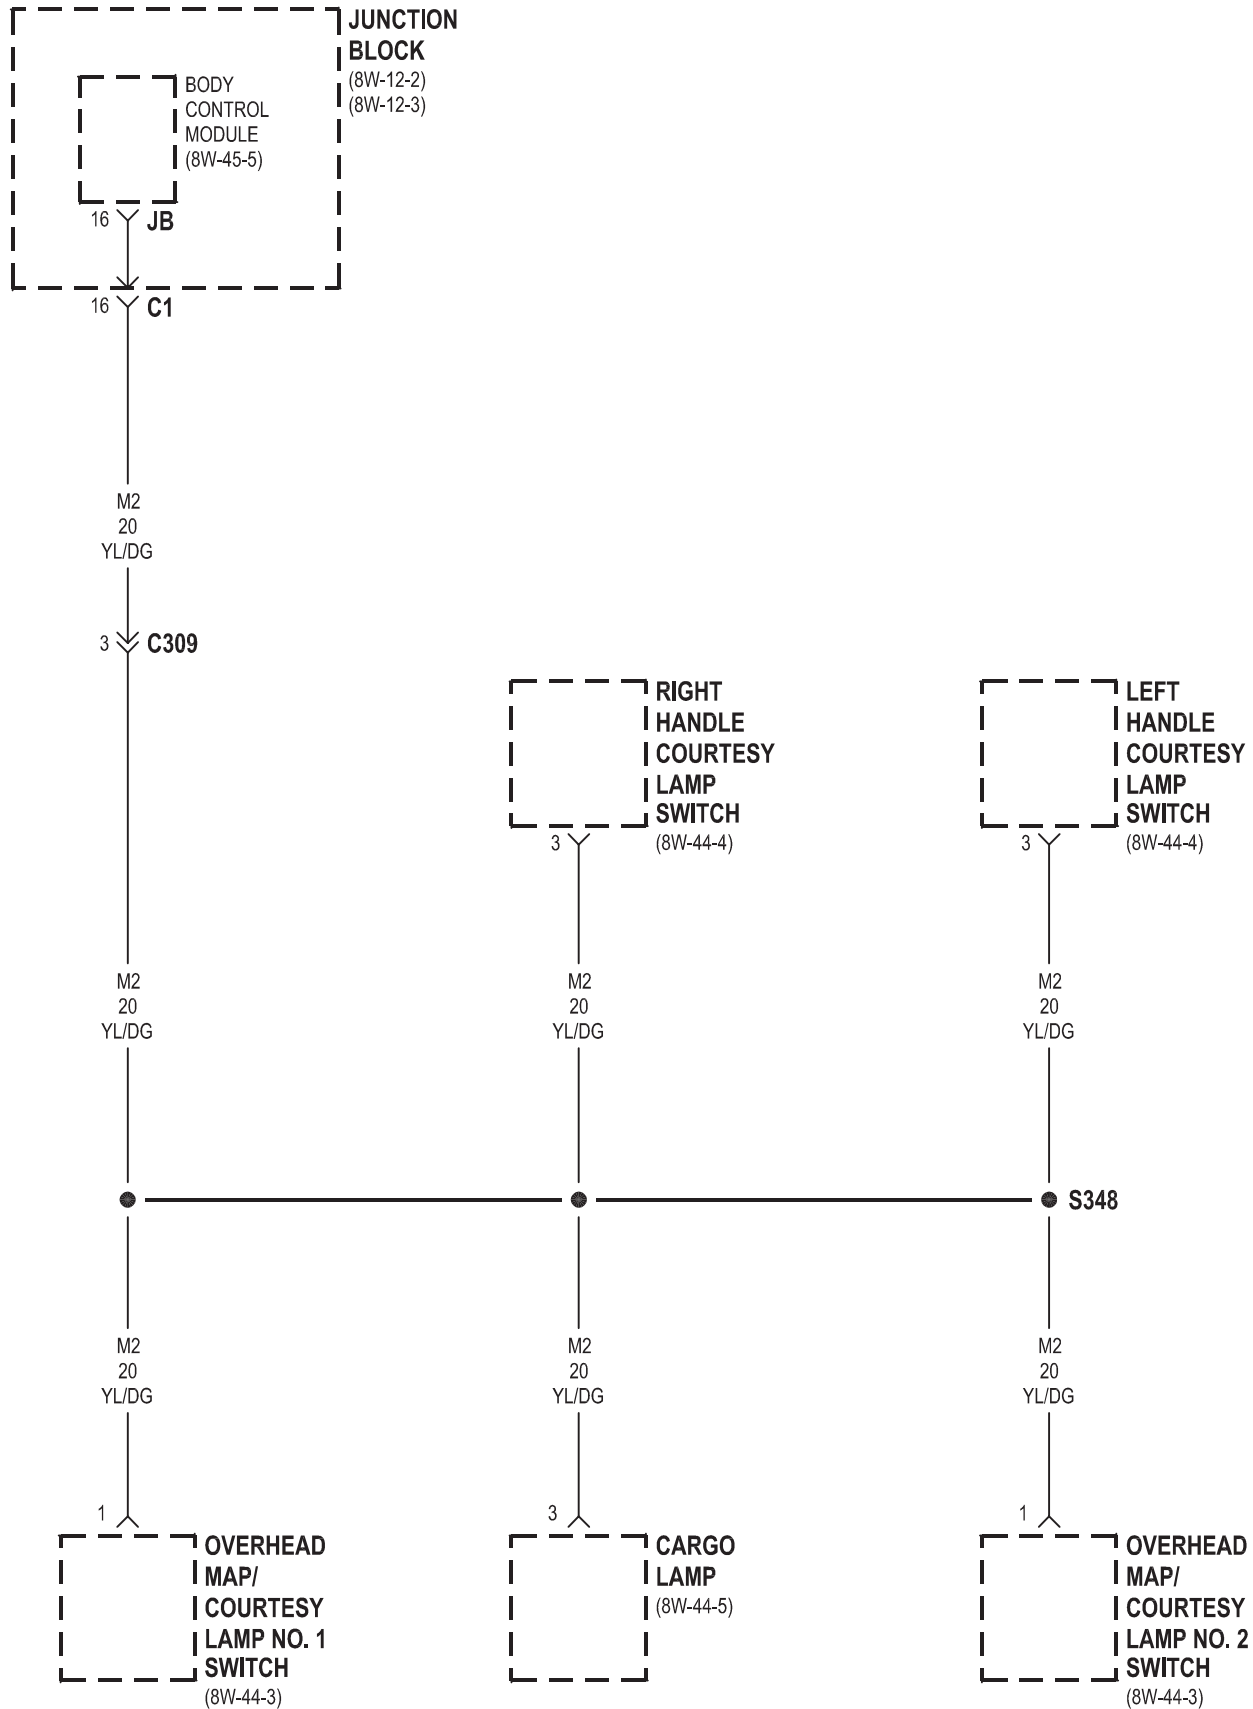 JUNCTION
BLOCK
(8W-12-2)
(8W-12-3)
BODY
CONTROL
MODULE
(8W-45-5)
16
JB
16
C1
M2
20
YL/DG
3
C309
RIGHT
HANDLE
COURTESY
LAMP
SWITCH
(8W-44-4)
3
LEFT
HANDLE
COURTESY
LAMP
SWITCH
(8W-44-4)
3
M2
20
YL/DG
M2
20
YL/DG
M2
20
YL/DG
S348
M2
20
YL/DG
M2
20
YL/DG
M2
20
YL/DG
1
OVERHEAD
MAP/
COURTESY
LAMP NO. 1
SWITCH
(8W-44-3)
3
CARGO
LAMP
(8W-44-5)
1
OVERHEAD
MAP/
COURTESY
LAMP NO. 2
SWITCH
(8W-44-3)